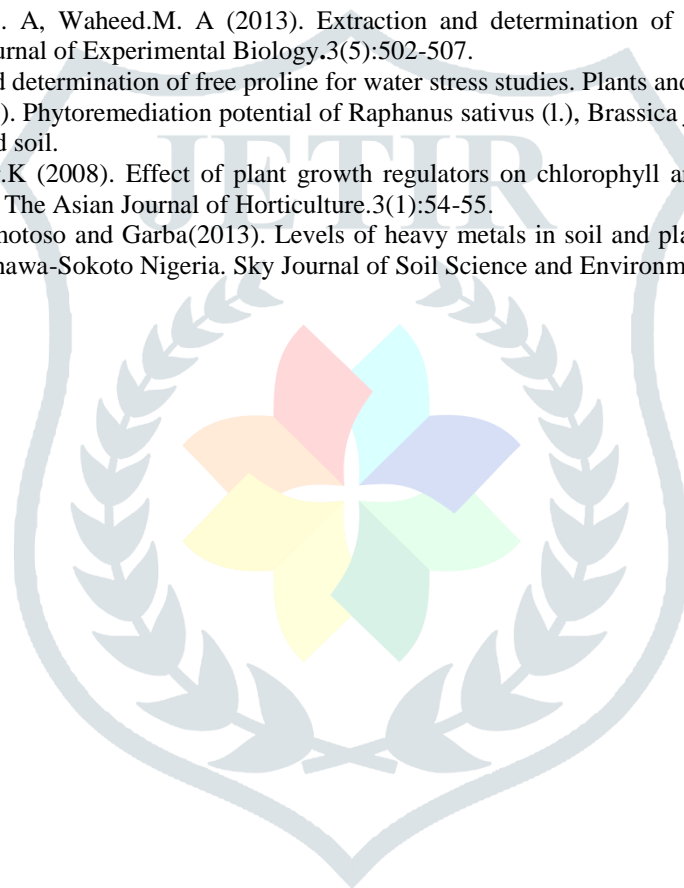 . A, Waheed.M. A (2013). Extraction and determination of
urnal of Experimental Biology.3(5):502-507.
d determination of free proline for water stress studies. Plants and
). Phytoremediation potential of Raphanus sativus (l.), Brassica
d soil.
.K (2008). Effect of plant growth regulators on chlorophyll
The Asian Journal of Horticulture.3(1):54-55.
notoso and Garba(2013). Levels of heavy metals in soil and
nawa-Sokoto Nigeria. Sky Journal of Soil Science and
JETIR